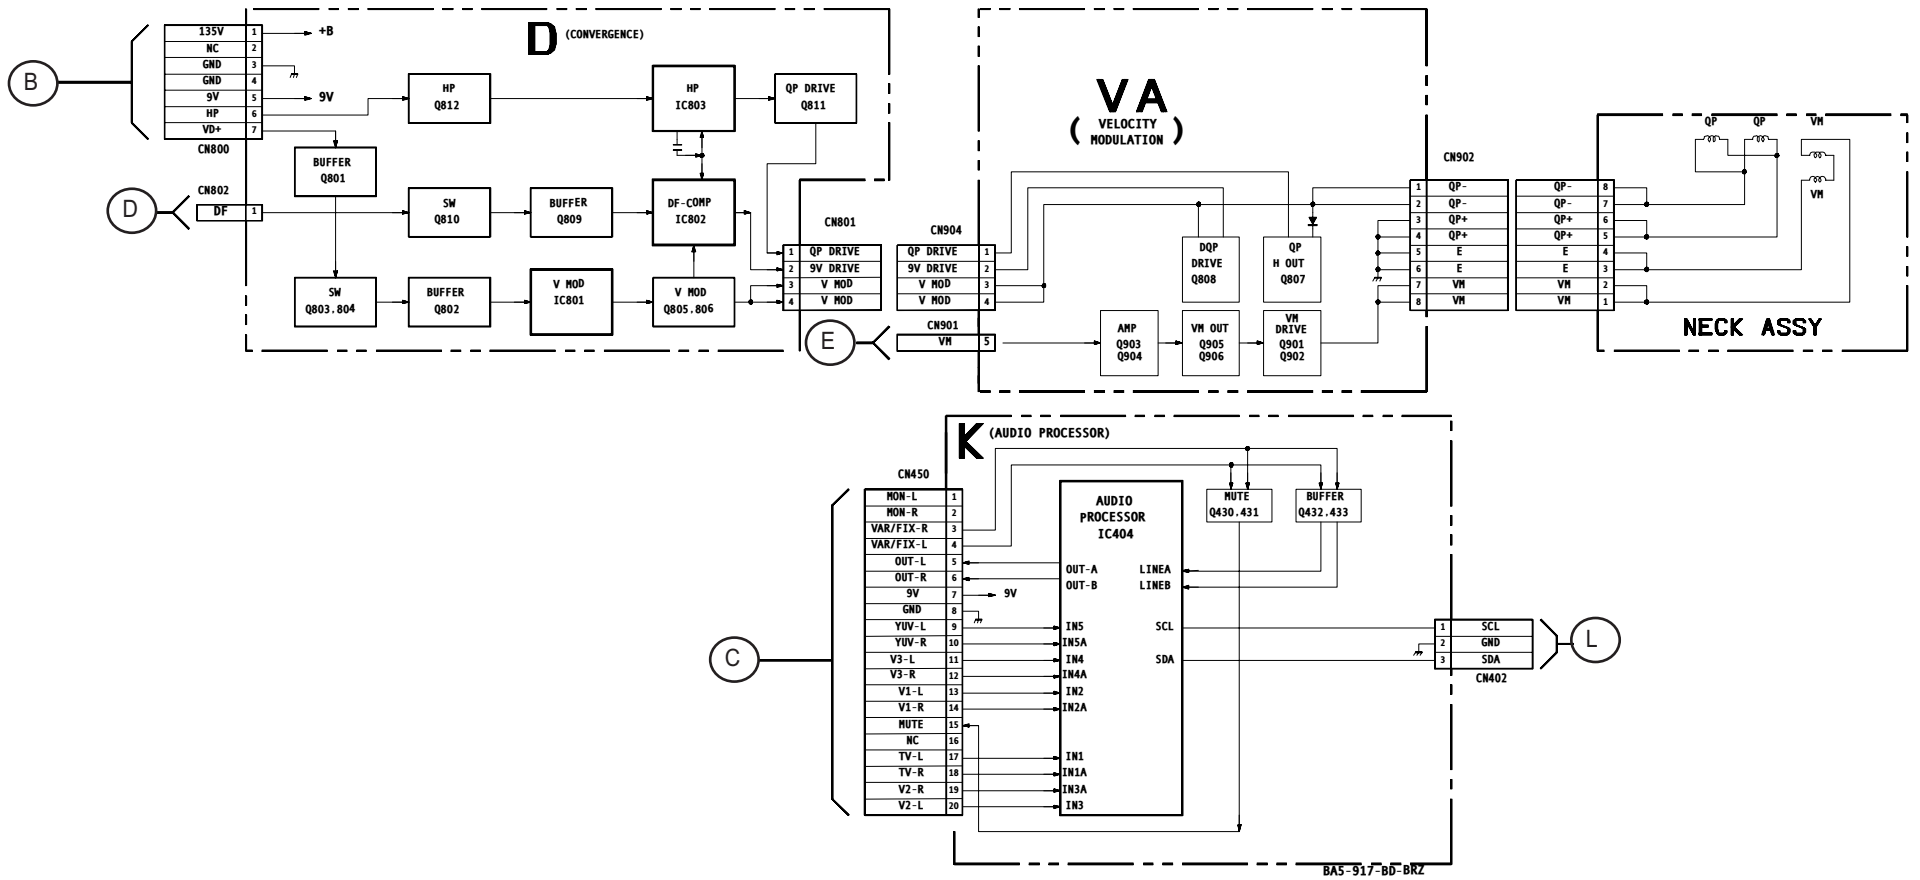 B
135V 1 +B
NC 2
GND 3
GND 4
9V 5 9V
HP 6
VD+ 7
CN800
D (CONVERGENCE)
HP
Q812
HP
IC803
QP DRIVE
Q811
BUFFER
Q801
D
CN802
DF 1
SW
Q810
BUFFER
Q809
DF-COMP
IC802
SW
Q803.804
BUFFER
Q802
V MOD
IC801
V MOD
Q805.806
CN801
1 QP DRIVE
2 9V DRIVE
3 V MOD
4 V MOD
VA
(VELOCITY
MODULATION)
CN904
QP DRIVE 1
9V DRIVE 2
V MOD 3
V MOD 4
E
CN901
VM 5
DQP
DRIVE
Q808
QP
H OUT
Q807
AMP
Q903
Q904
VM OUT
Q905
Q906
VM
DRIVE
Q901
Q902
CN902
1 QP-
2 QP-
3 QP+
4 QP+
5 E
6 E
7 VM
8 VM
QP- 8
QP- 7
QP+ 6
QP+ 5
E 4
E 3
VM 2
VM 1
QP QP VM
VM
NECK ASSY
K (AUDIO PROCESSOR)
C
CN450
MON-L 1
MON-R 2
VAR/FIX-R 3
VAR/FIX-L 4
OUT-L 5
OUT-R 6
9V 7 9V
GND 8
YUV-L 9
YUV-R 10
V3-L 11
V3-R 12
V1-L 13
V1-R 14
MUTE 15
NC 16
TV-L 17
TV-R 18
V2-R 19
V2-L 20
AUDIO
PROCESSOR
IC404
OUT-A LINEA
OUT-B LINEB
IN5 SCL
IN5A
IN4 SDA
IN4A
IN2
IN2A
IN1
IN1A
IN3A
IN3
MUTE
Q430.431
BUFFER
Q432.433
1 SCL
2 GND
3 SDA
CN402
L
BA5-917-BD-BRZ